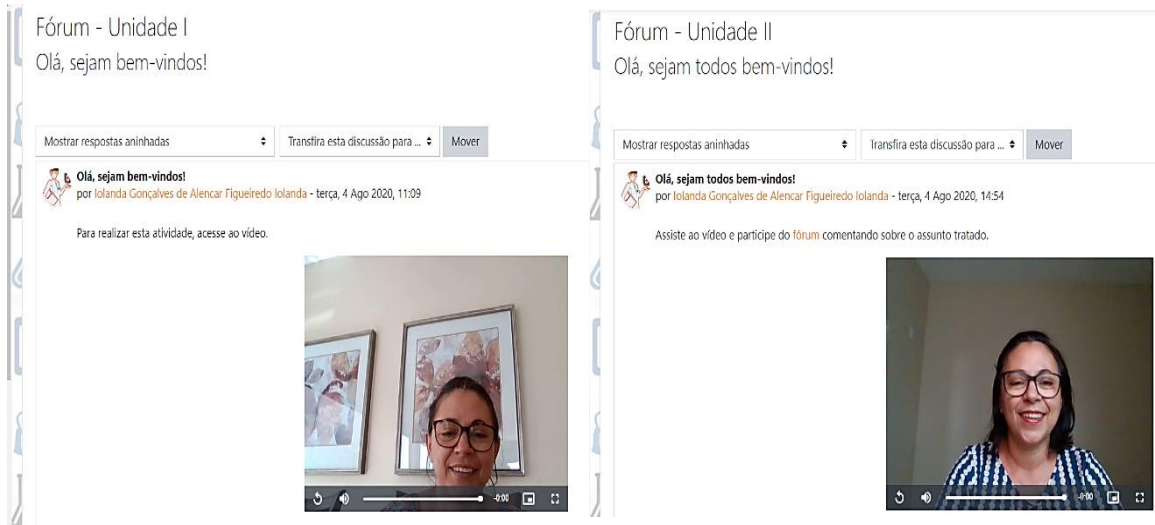 Fórum - Unidade I
Olá, sejam bem-vindos!
Mostrar respostas aninhadas
Transfira esta discussão para ...
Mover
Olá, sejam bem-vindos!
por Iolanda Gonçalves de Alencar Figueiredo Iolanda - terça, 4 Ago 2020, 11:09
Para realizar esta atividade, acesse ao vídeo.
-0:00
Fórum - Unidade II
Olá, sejam todos bem-vindos!
Mostrar respostas aninhadas
Transfira esta discussão para ...
Mover
Olá, sejam todos bem-vindos!
por Iolanda Gonçalves de Alencar Figueiredo Iolanda - terça, 4 Ago 2020, 14:54
Assiste ao vídeo e participe do fórum comentando sobre o assunto tratado.
-0:00